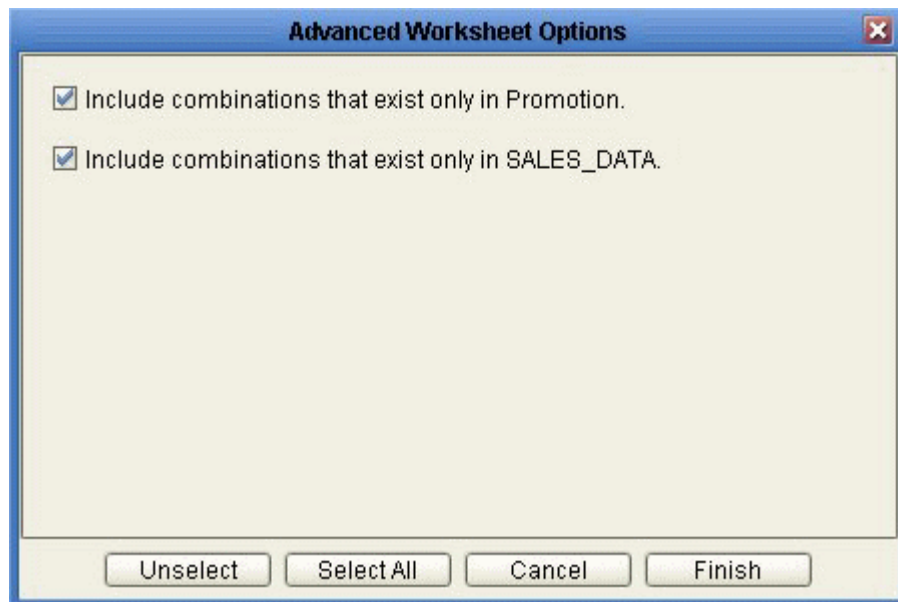 Advanced Worksheet Options
Include combinations that exist only in Promotion.
Include combinations that exist only in SALES_DATA.
Unselect Select All Cancel Finish